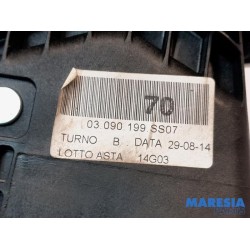 70
03 090 199 SS07
TURNO B DATA 29-08-14
LOTTO ASTA 14G03
MARESIA